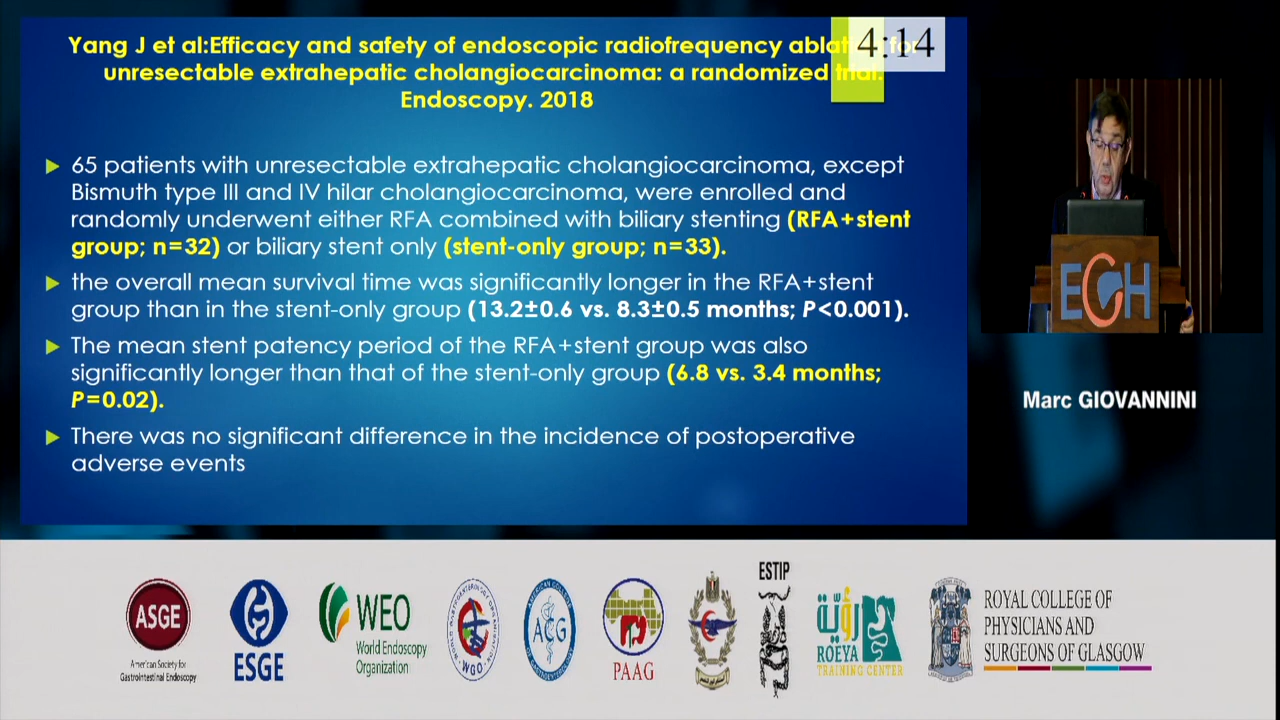 Yang J et al:Efficacy and safety of endoscopic radiofrequency for
4:14
unresectable extrahepatic cholangiocarcinoma: a randomized trial.
Endoscopy. 2018
65 patients with unresectable extrahepatic cholangiocarcinoma, except
Bismuth type III and IV hilar cholangiocarcinoma, were enrolled and
randomly underwent either RFA combined with biliary stenting (RFA+stent
group; n=32) or biliary stent only (stent-only group; n=33).
the overall mean survival time was significantly longer in the RFA+stent
group than in the stent-only group (13.2±0.6 vs. 8.3±0.5 months; P<0.001).
The mean stent patency period of the RFA+stent group was also
significantly longer than that of the stent-only group (6.8 vs. 3.4 months;
P=0.02).
There was no significant difference in the incidence of postoperative
adverse events
EGH
Marc GIOVANNINI
ASGE
American Society for
Gastrointestinal Endoscopy
ESGE
WEO
World Endoscopy
Organization
WGO
ACG
PAAG
ESTIP
رؤيّة
ROEYA
TRAINING CENTER
ROYAL COLLEGE OF
PHYSICIANS AND
SURGEONS OF GLASGOW